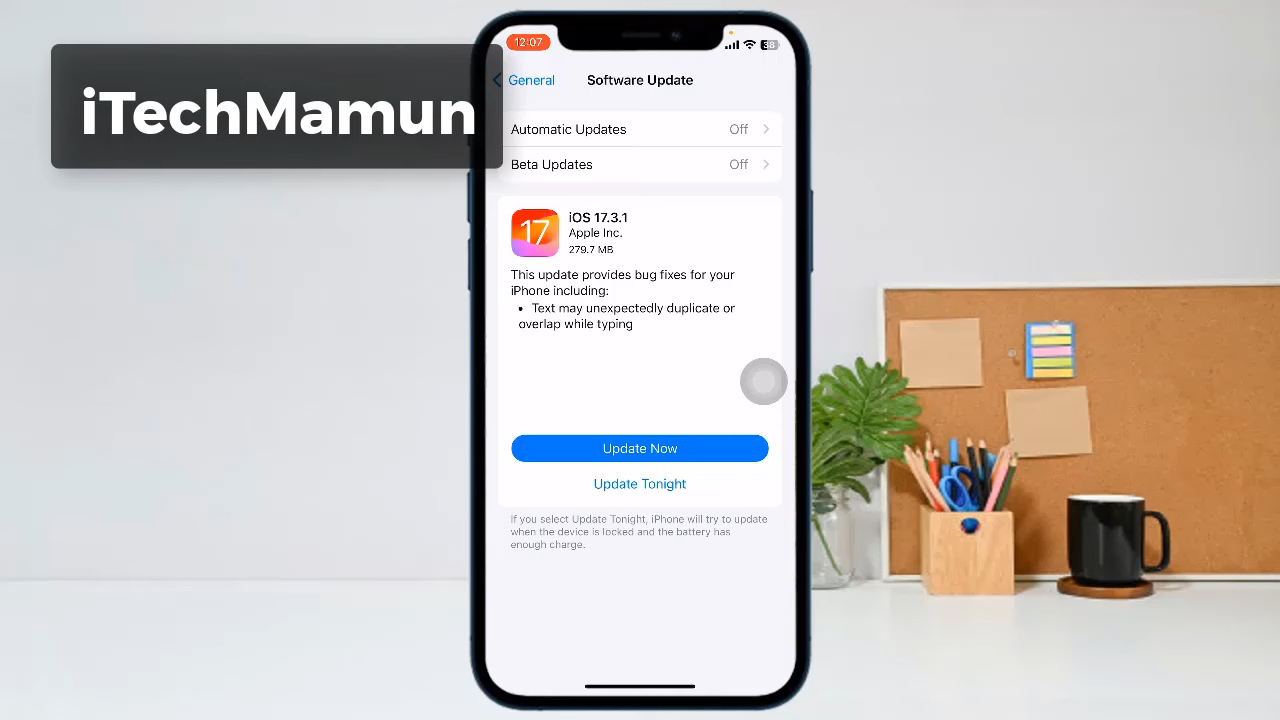 iTechMamun
12:07
38
General
Software Update
Automatic Updates Off
Beta Updates Off
17
iOS 17.3.1
Apple Inc.
279.7 MB
This update provides bug fixes for your
iPhone including:
• Text may unexpectedly duplicate or
overlap while typing
Update Now
Update Tonight
If you select Update Tonight, iPhone will try to update
when the device is locked and the battery has
enough charge.